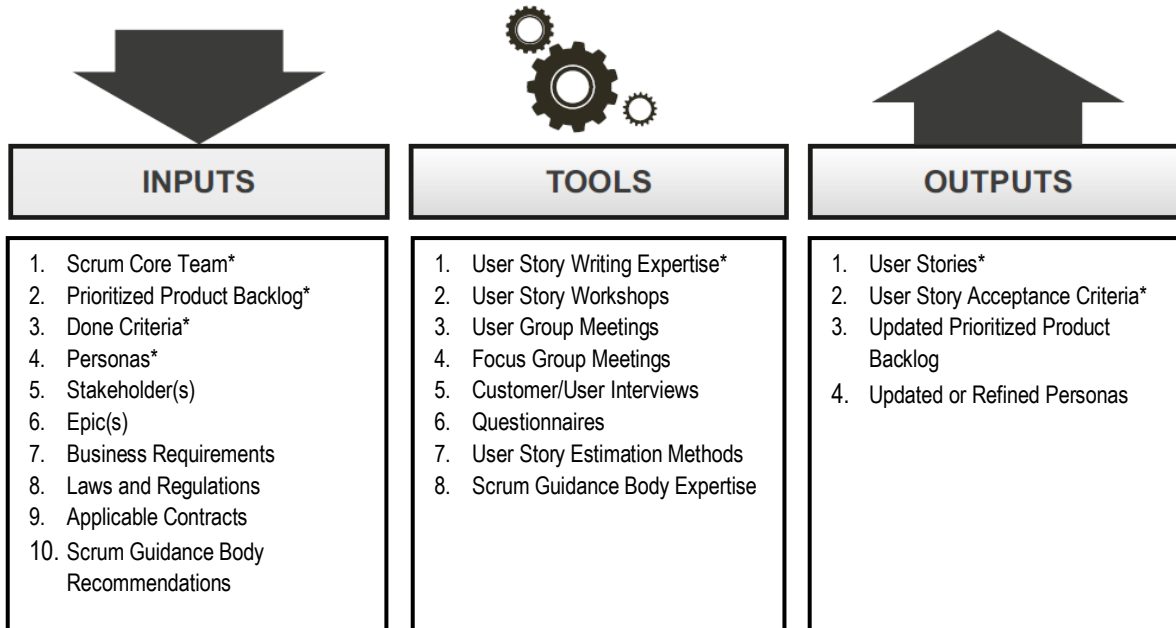 INPUTS
1. Scrum Core Team*
2. Prioritized Product Backlog*
3. Done Criteria*
4. Personas*
5. Stakeholder(s)
6. Epic(s)
7. Business Requirements
8. Laws and Regulations
9. Applicable Contracts
10. Scrum Guidance Body
Recommendations
TOOLS
1. User Story Writing Expertise*
2. User Story Workshops
3. User Group Meetings
4. Focus Group Meetings
5. Customer/User Interviews
6. Questionnaires
7. User Story Estimation Methods
8. Scrum Guidance Body Expertise
OUTPUTS
1. User Stories*
2. User Story Acceptance Criteria*
3. Updated Prioritized Product
Backlog
4. Updated or Refined Personas